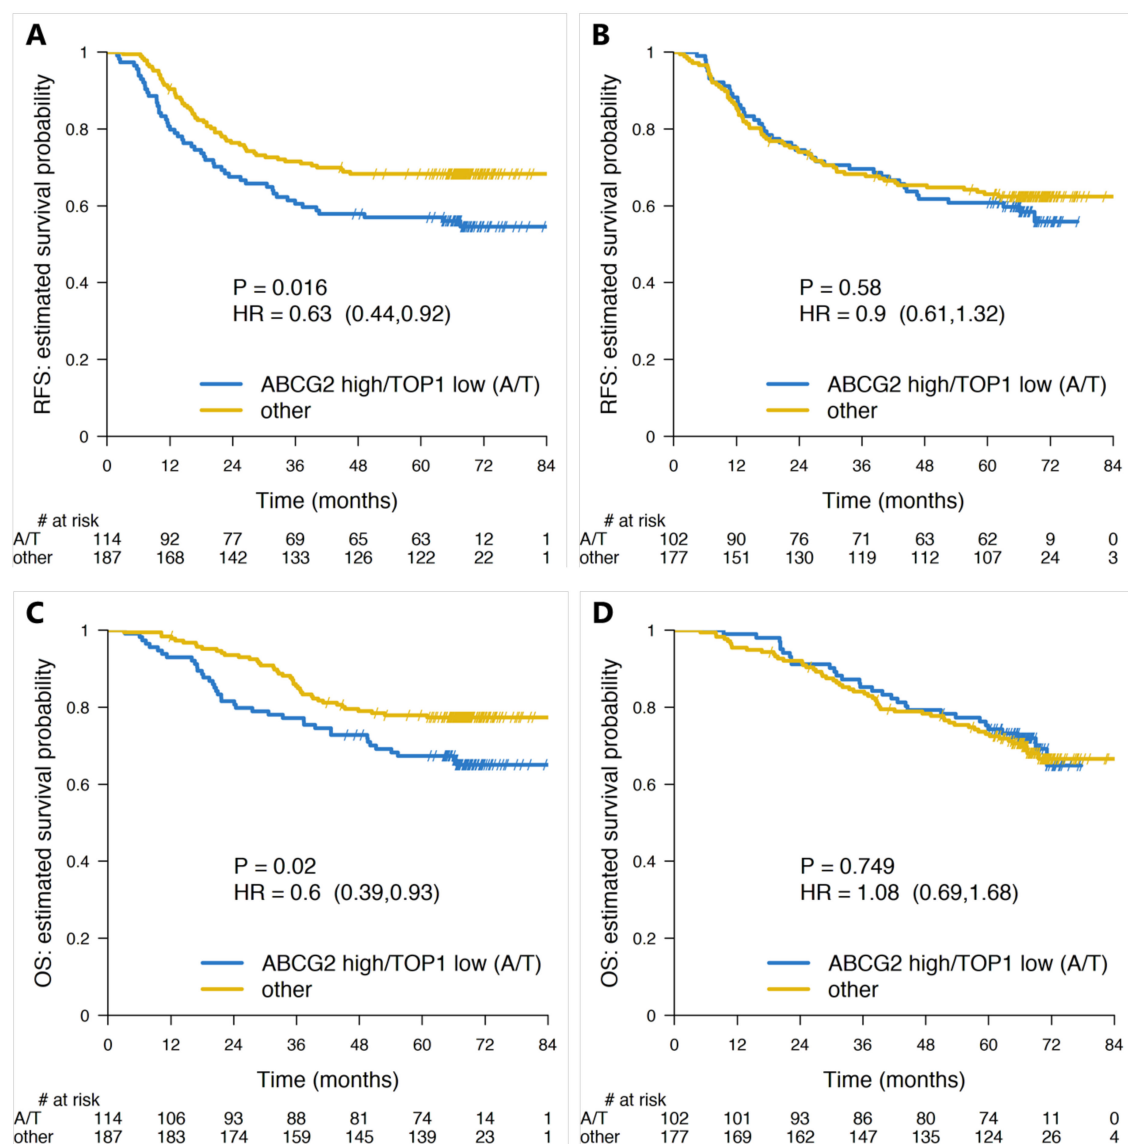 A
RFS: estimated survival probability
1
0.8
0.6
0.4
0.2
0
P = 0.016
HR = 0.63 (0.44,0.92)
ABCG2 high/TOP1 low (A/T)
other
0 12 24 36 48 60 72 84
Time (months)
# at risk
A/T 114 92 77 69 65 63 12 1
other 187 168 142 133 126 122 22 1
B
RFS: estimated survival probability
1
0.8
0.6
0.4
0.2
0
P = 0.58
HR = 0.9 (0.61,1.32)
ABCG2 high/TOP1 low (A/T)
other
0 12 24 36 48 60 72 84
Time (months)
# at risk
A/T 102 90 76 71 63 62 9 0
other 177 151 130 119 112 107 24 3
C
OS: estimated survival probability
1
0.8
0.6
0.4
0.2
0
P = 0.02
HR = 0.6 (0.39,0.93)
ABCG2 high/TOP1 low (A/T)
other
0 12 24 36 48 60 72 84
Time (months)
# at risk
A/T 114 106 93 88 81 74 14 1
other 187 183 174 159 145 139 23 1
D
OS: estimated survival probability
1
0.8
0.6
0.4
0.2
0
P = 0.749
HR = 1.08 (0.69,1.68)
ABCG2 high/TOP1 low (A/T)
other
0 12 24 36 48 60 72 84
Time (months)
# at risk
A/T 102 101 93 86 80 74 11 0
other 177 169 162 147 135 124 26 4